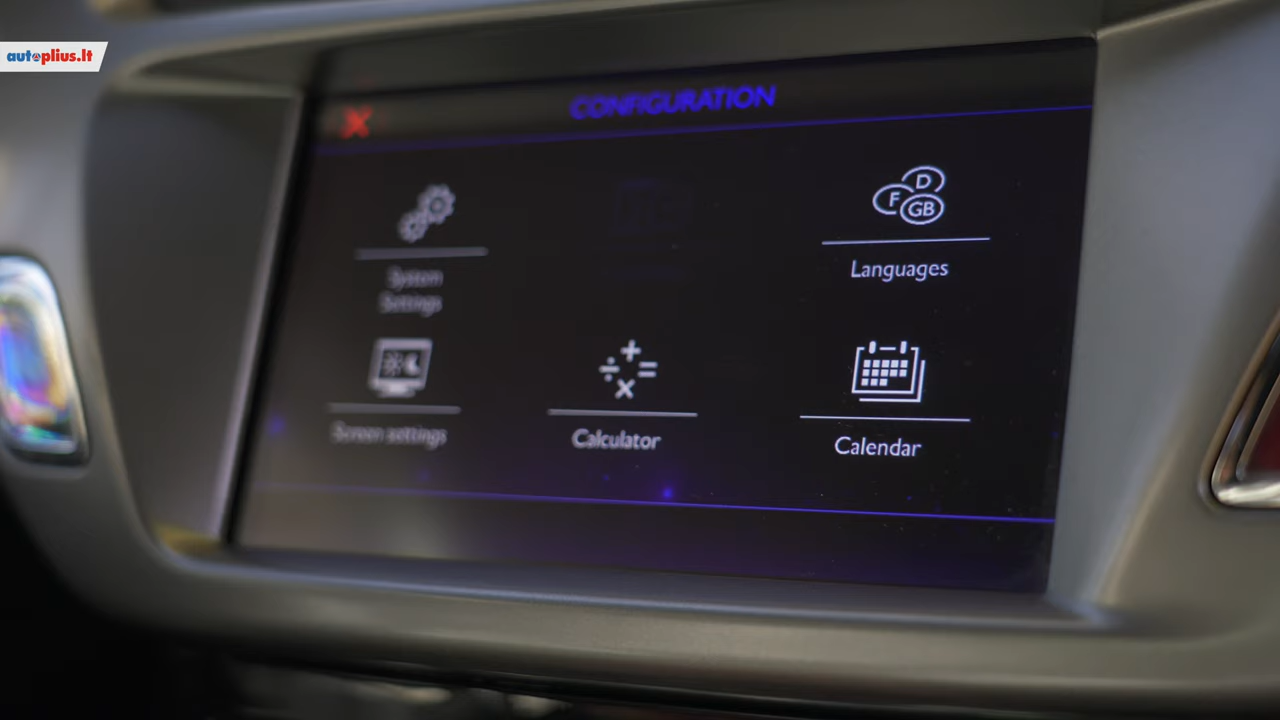 autoplius.lt
CONFIGURATION
D
F
GB
System
Settings
Languages
Screen settings
Calculator
Calendar